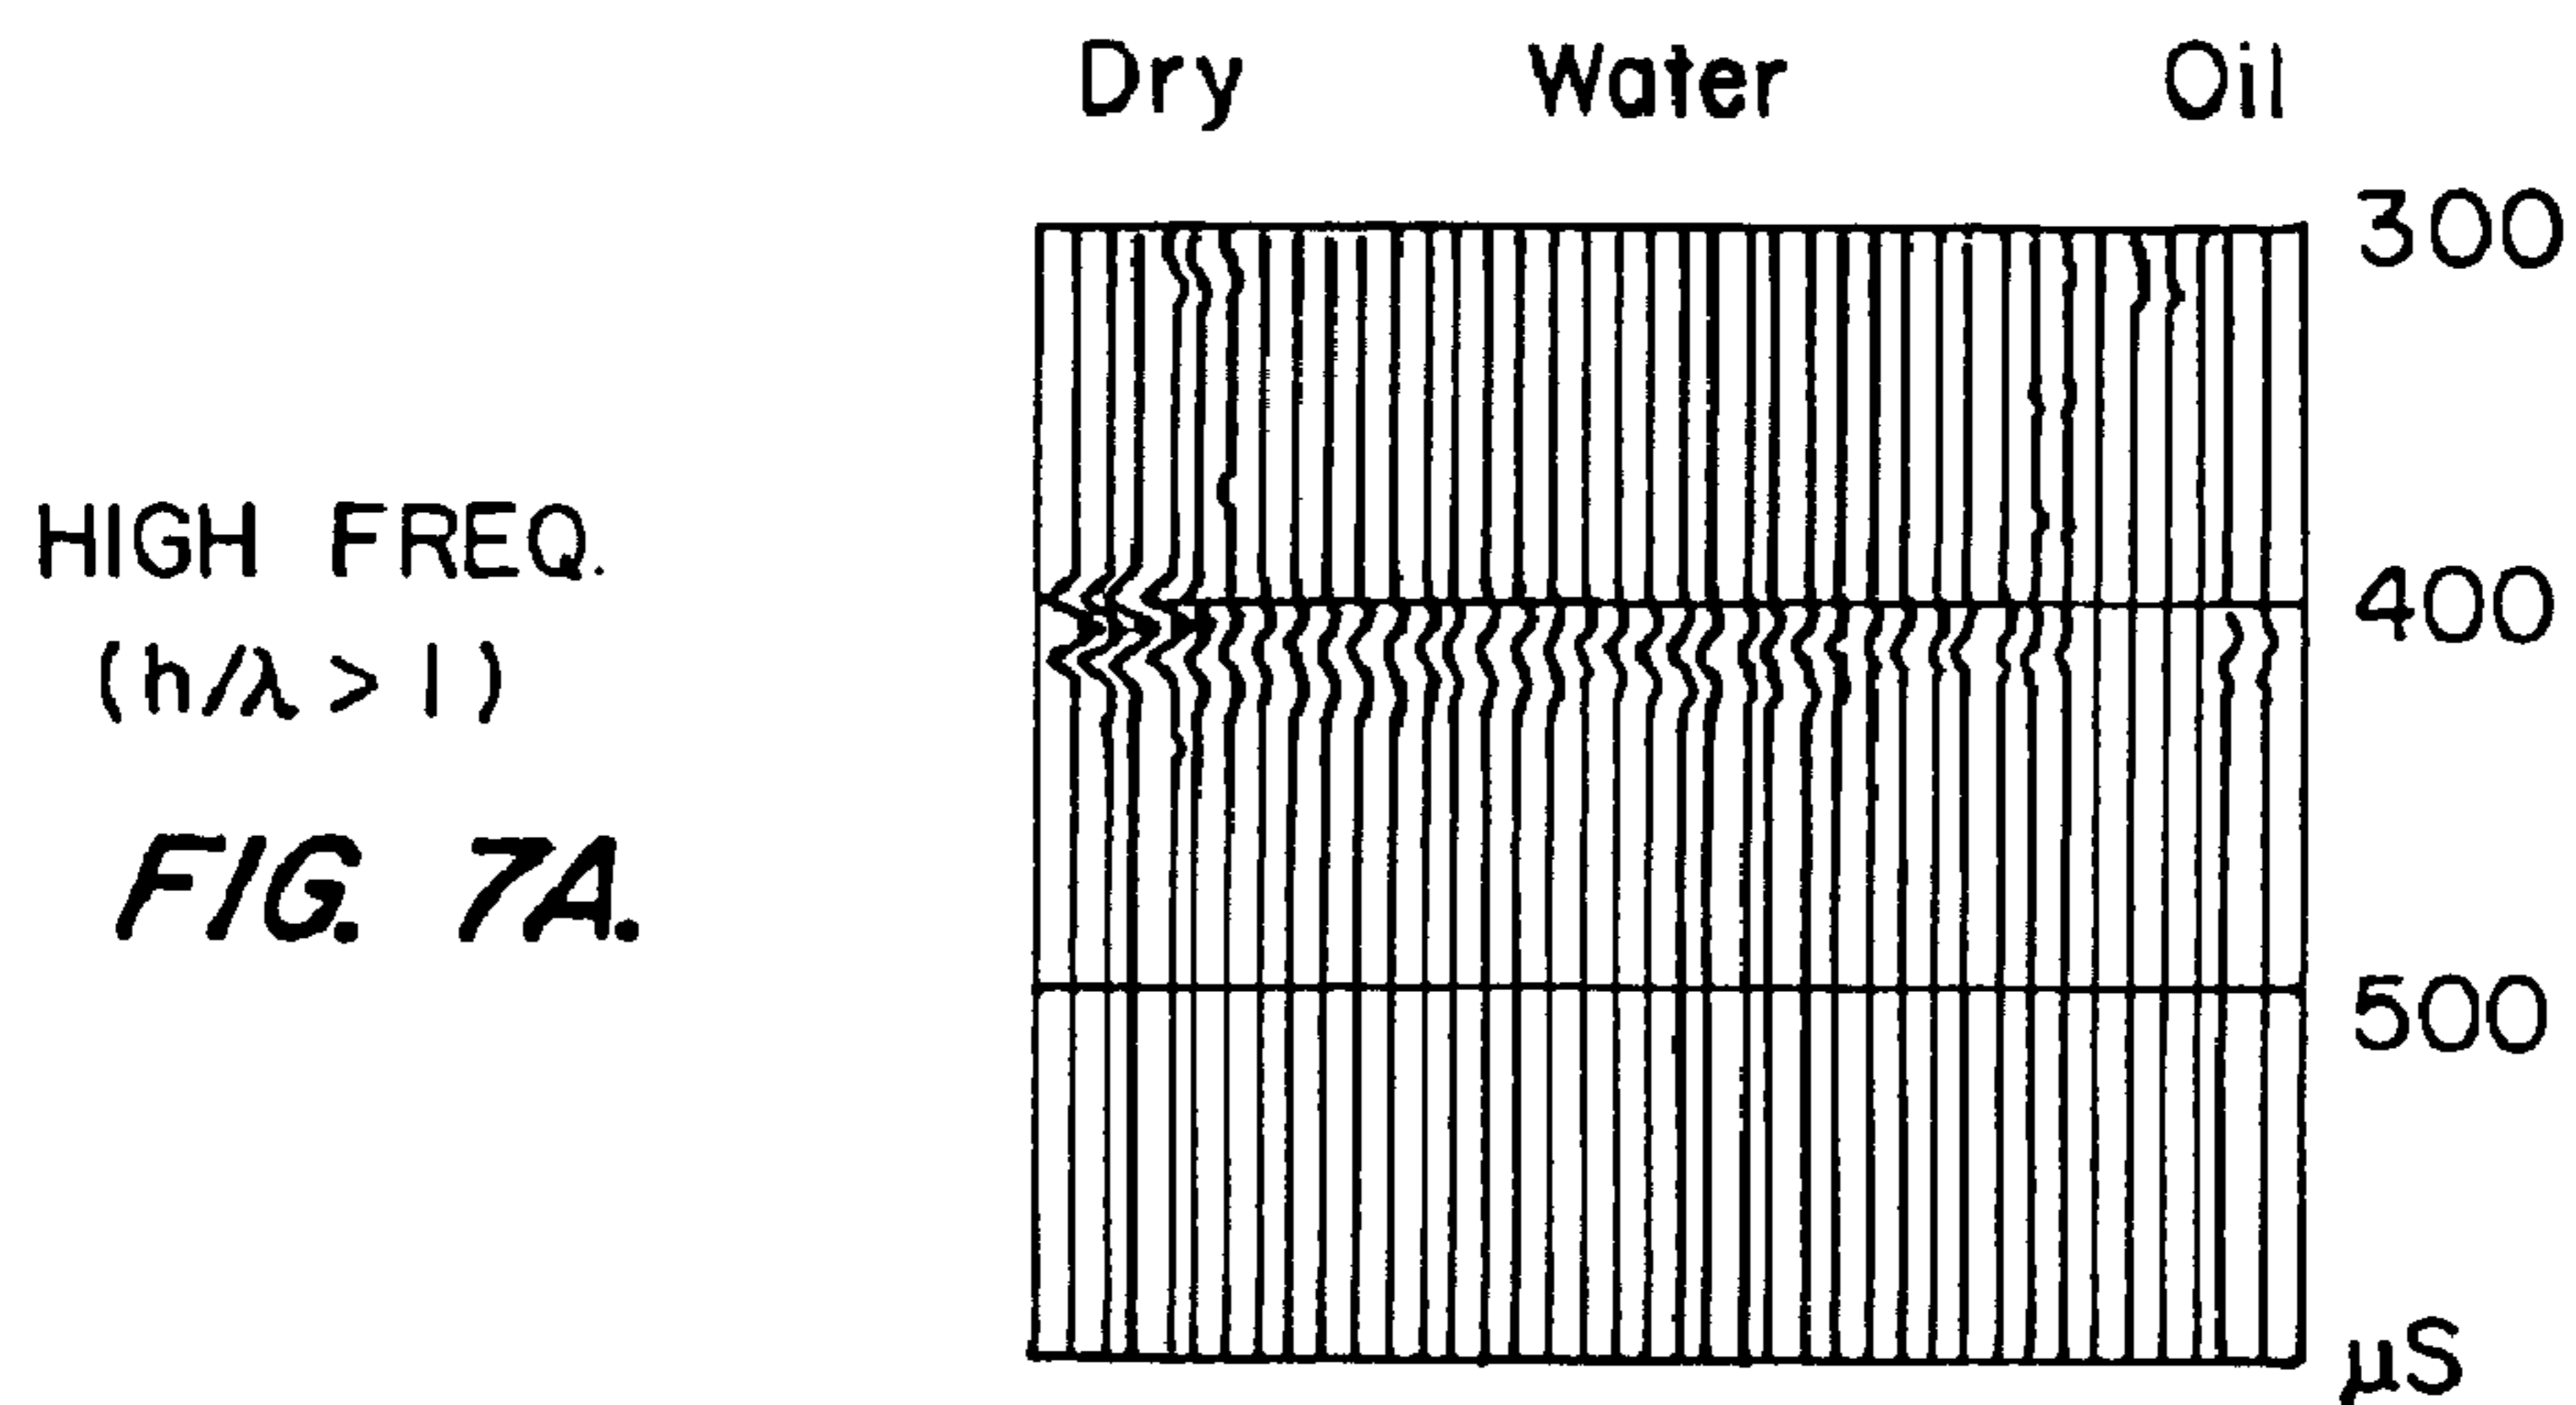 Dry Water Oil
300
400
HIGH FREQ.
(h/λ > 1)
FIG. 7A.
500
μS